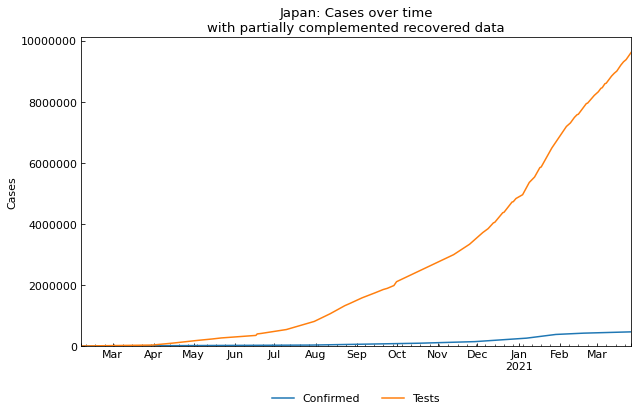 Japan: Cases over time
with partially complemented recovered data
10000000
8000000
6000000
4000000
2000000
0
Cases
Mar Apr May Jun Jul Aug Sep Oct Nov Dec Jan Feb Mar
2021
Confirmed Tests